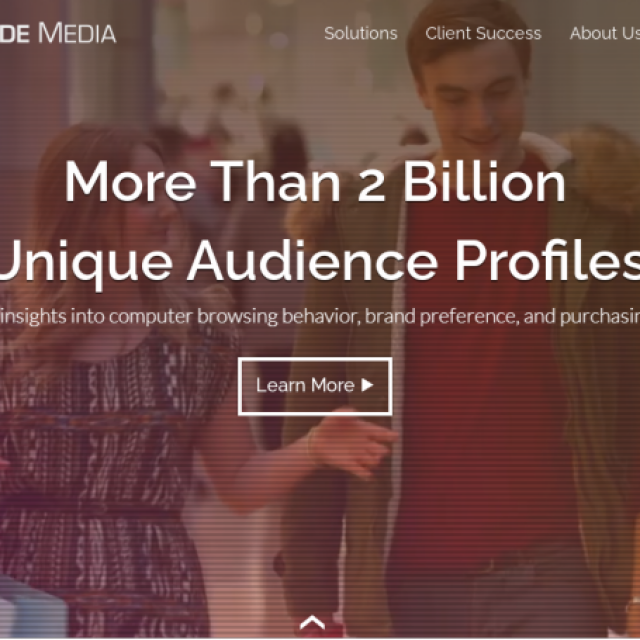 DE MEDIA
Solutions Client Success About Us
More Than 2 Billion
Unique Audience Profiles
insights into computer browsing behavior, brand preference, and purchasin
Learn More